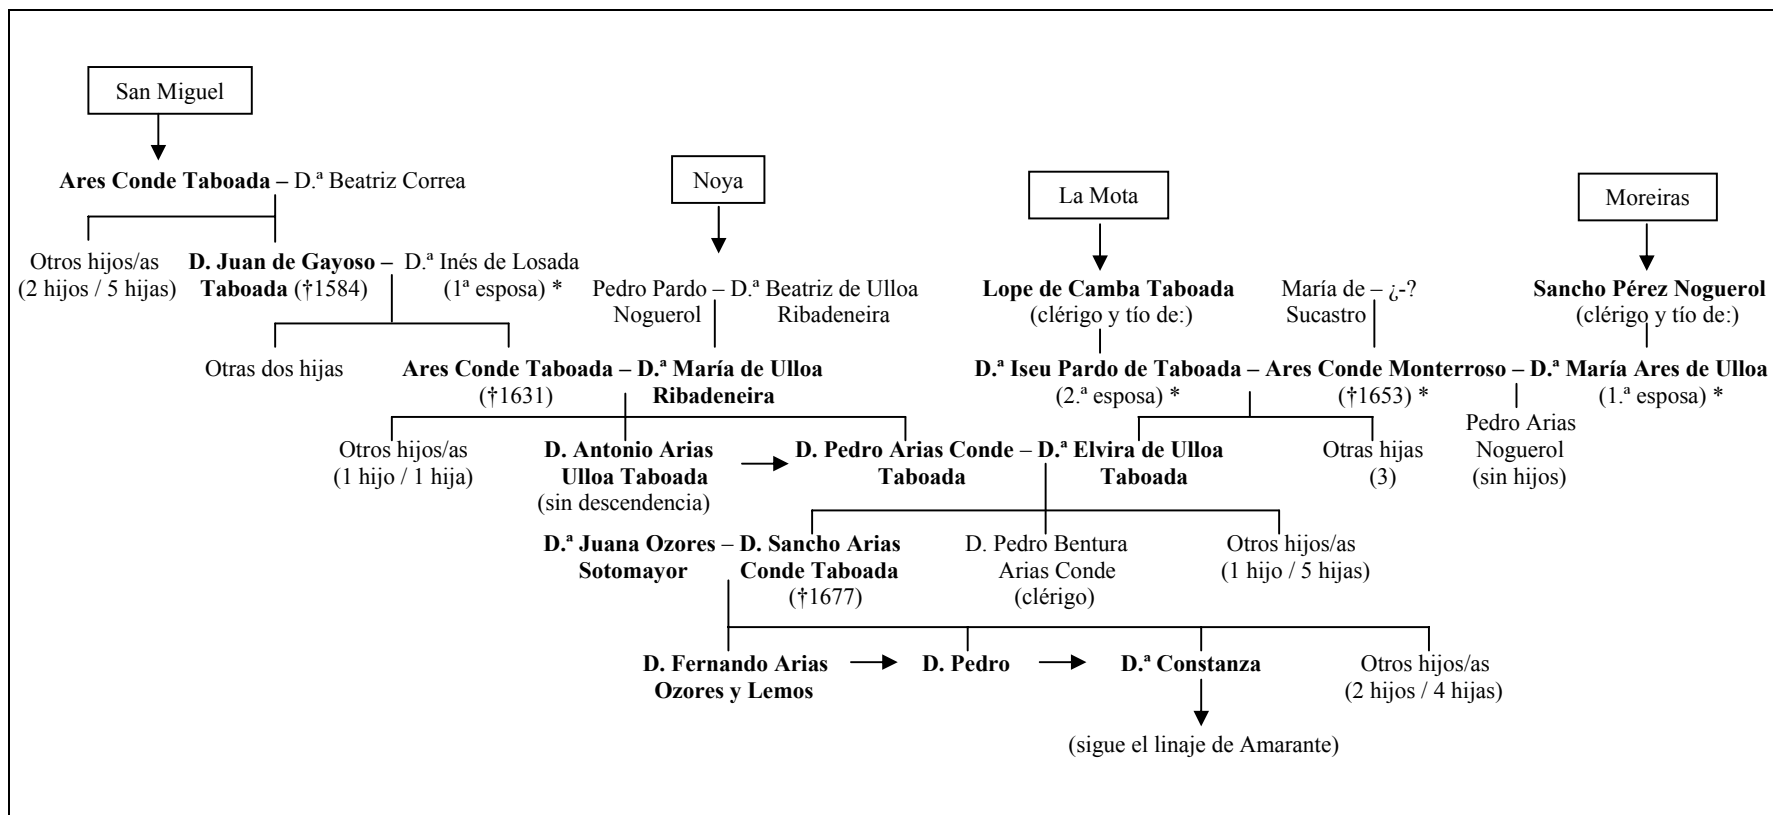 San Miguel
Ares Conde Taboada – D.ª Beatriz Correa
Noya
La Mota
Moreiras
Otros hijos/as
(2 hijos / 5 hijas)
D. Juan de Gayoso –
Taboada (†1584)
D.ª Inés de Losada
(1ª esposa) *
Pedro Pardo – D.ª Beatriz de Ulloa
Noguerol
Ribadeneira
Lope de Camba Taboada
(clérigo y tío de:)
María de – ¿-?
Sucastro
Sancho Pérez Noguerol
(clérigo y tío de:)
Otras dos hijas
Ares Conde Taboada – D.ª María de Ulloa
(†1631)
Ribadeneira
D.ª Iseu Pardo de Taboada – Ares Conde Monterroso – D.ª María Ares de Ulloa
(2.ª esposa) *
(†1653) *
(1.ª esposa) *
Otros hijos/as
(1 hijo / 1 hija)
D. Antonio Arias
Ulloa Taboada
(sin descendencia)
D. Pedro Arias Conde – D.ª Elvira de Ulloa
Taboada
Taboada
Otras hijas
(3)
Pedro Arias
Noguerol
(sin hijos)
D.ª Juana Ozores – D. Sancho Arias
Sotomayor
Conde Taboada
(†1677)
D. Pedro Bentura
Arias Conde
(clérigo)
Otros hijos/as
(1 hijo / 5 hijas)
D. Fernando Arias
Ozores y Lemos
D. Pedro
D.ª Constanza
Otros hijos/as
(2 hijos / 4 hijas)
(sigue el linaje de Amarante)